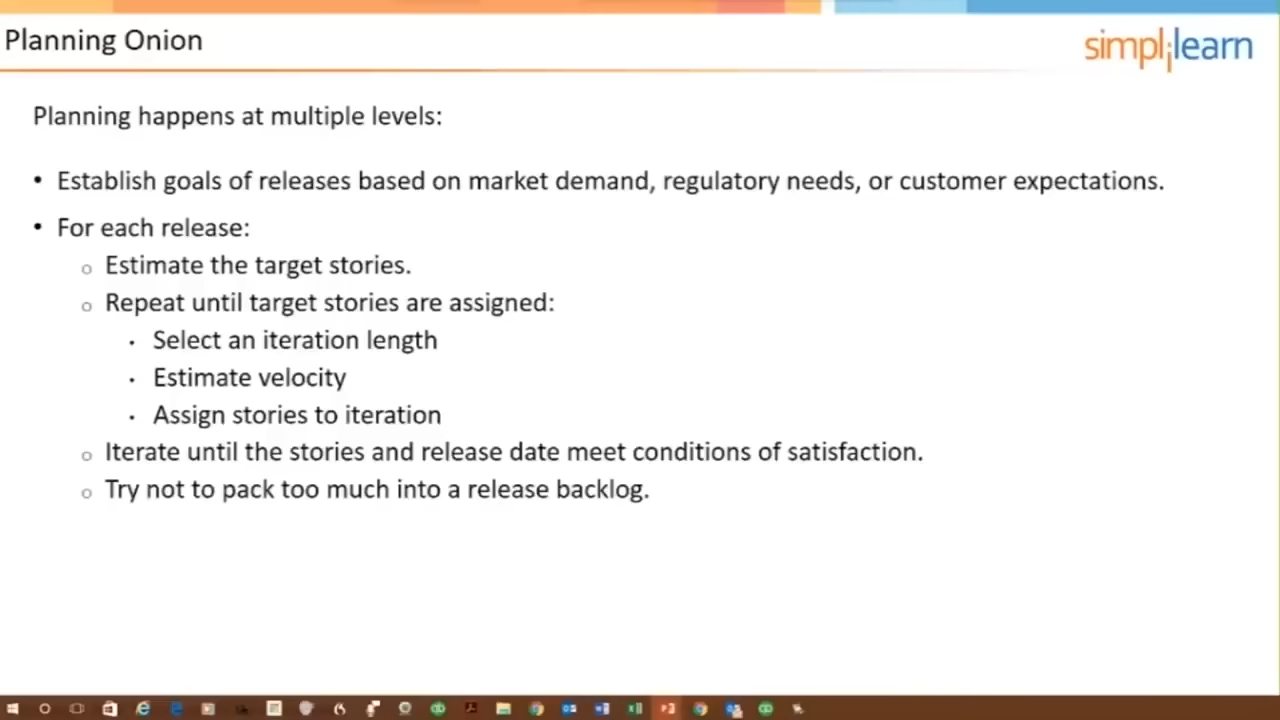 Planning Onion
simplilearn
Planning happens at multiple levels:
• Establish goals of releases based on market demand, regulatory needs, or customer expectations.
• For each release:
o Estimate the target stories.
o Repeat until target stories are assigned:
• Select an iteration length
• Estimate velocity
• Assign stories to iteration
o Iterate until the stories and release date meet conditions of satisfaction.
o Try not to pack too much into a release backlog.